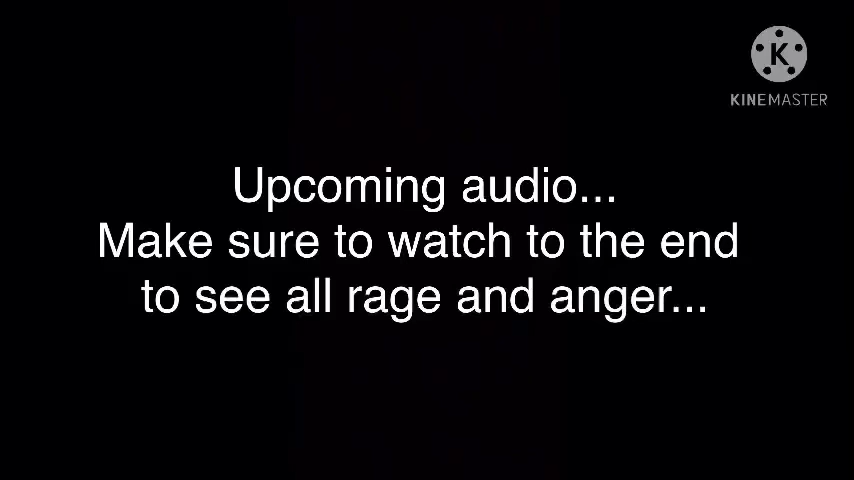 K
KINEMASTER
Upcoming audio...
Make sure to watch to the end
to see all rage and anger...